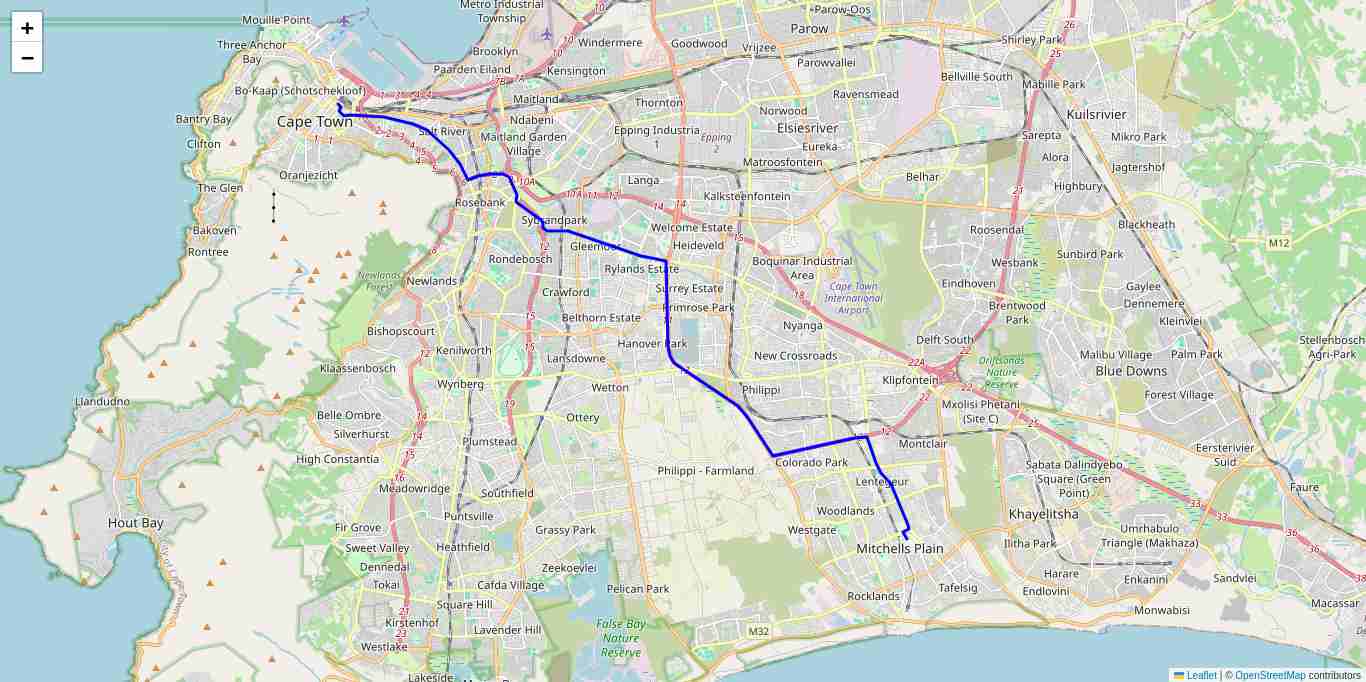 +
−
Mouille Point
Metro Industrial
Township
Parow-Oos
Three Anchor
Bay
Brooklyn
Windermere
Goodwood
Vrijzee
Parow
Shirley Park
Paarden Eiland
Kensington
Parowvallei
Bellville South
Mabille Park
Bo-Kaap (Schotschekloof)
Maitland
Thornton
Ravensmead
Norwood
Kuilsrivier
Bantry Bay
Cape Town
Ndabeni
Salt River
Epping Industria
1
Epping
2
Elsiesriver
Sarepta
Mikro Park
Clifton
Maitland Garden
Village
Eureka
Alora
Matroosfontein
Jagtershof
Oranjezicht
Langa
Belhar
Highbury
The Glen
Rosebank
Kalksteenfontein
Bakoven
Sybrandpark
Welcome Estate
Roosendal
Blackheath
Rontree
Gleemoor
Heideveld
M12
Rondebosch
Rylands Estate
Boquinar Industrial
Area
Wesbank
Sunbird Park
Newlands
Forest
Newlands
Crawford
Surrey Estate
Cape Town
International
Airport
Eindhoven
Gaylee
Dennemere
Belthorn Estate
Primrose Park
Brentwood
Park
Kleinvlei
Bishopscourt
Nyanga
Hanover Park
Delft South
Stellenbosch
Agri-Park
Kenilworth
Lansdowne
New Crossroads
Malibu Village
Palm Park
Klaassenbosch
Driftsands
Nature
Reserve
Blue Downs
Wynberg
Wetton
Philippi
Klipfontein
Forest Village
Llandudno
Belle Ombre
Ottery
Mxolisi Phetani
(Site C)
Silverhurst
Plumstead
Montclair
Eersterivier
Suid
High Constantia
Philippi - Farmland
Colorado Park
Sabata Dalindyebo
Square (Green
Point)
Meadowridge
Southfield
Lentegeur
Faure
Hout Bay
Puntsville
Woodlands
Khayelitsha
Fir Grove
Grassy Park
Westgate
Umrhabulo
Triangle (Makhaza)
Sweet Valley
Heathfield
Mitchells Plain
Ilitha Park
Dennedal
Zeekoevlei
Tokai
Cafda Village
Pelican Park
Tafelsig
Harare
Enkanini
Sandvlei
Square Hill
Rocklands
Endlovini
Macassar
Kirstenhof
Lavender Hill
False Bay
Nature
Reserve
M32
Monwabisi
Westlake
Lakeside
Leaflet | © OpenStreetMap contributors